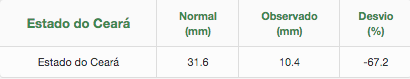 Estado do Ceará Normal (mm) Observado (mm) Desvio (%)
Estado do Ceará 31.6 10.4 -67.2